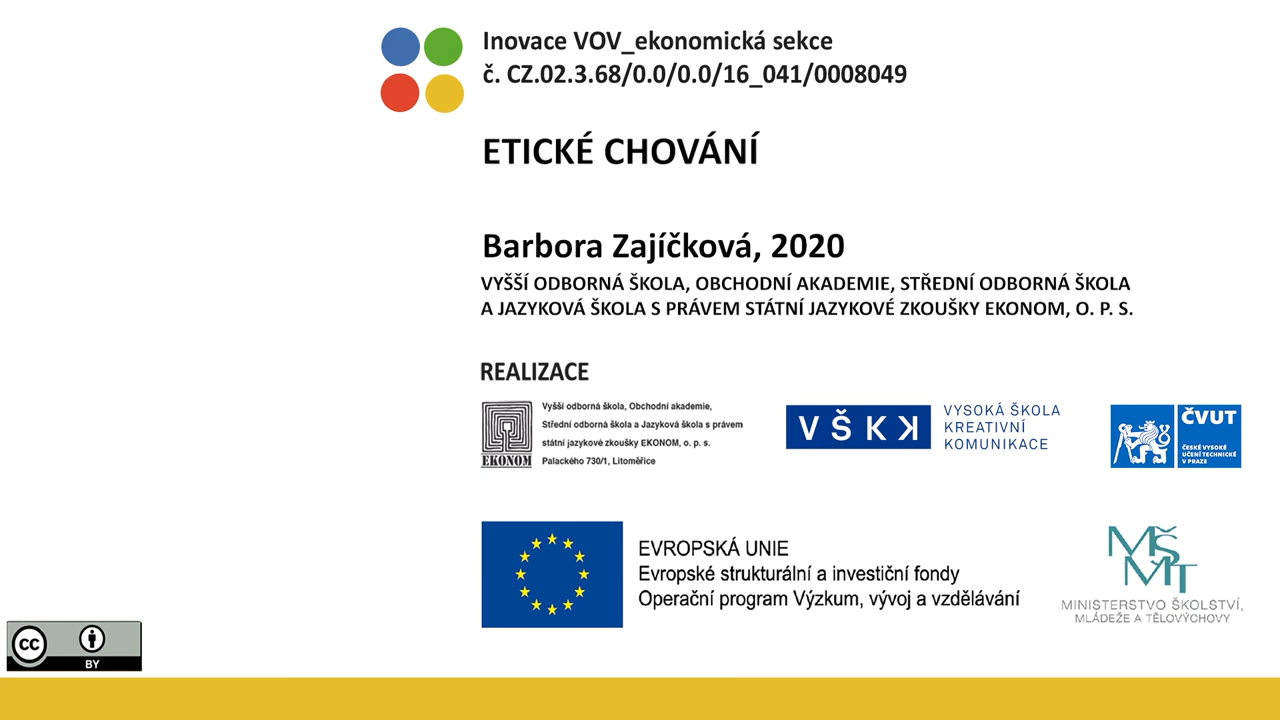 Inovace VOV_ekonomická sekce
č. CZ.02.3.68/0.0/0.0/16_041/0008049
ETICKÉ CHOVÁNÍ
Barbora Zajíčková, 2020
VYŠŠÍ ODBORNÁ ŠKOLA, OBCHODNÍ AKADEMIE, STŘEDNÍ ODBORNÁ ŠKOLA
A JAZYKOVÁ ŠKOLA S PRÁVEM STÁTNÍ JAZYKOVÉ ZKOUŠKY EKONOM, O. P. S.
REALIZACE
EKONOM
Vyšší odborná škola, Obchodní akademie,
Střední odborná škola a Jazyková škola s právem
státní jazykové zkoušky EKONOM, o. p. s.
Palackého 730/1, Litoměřice
VŠKK
VYSOKÁ ŠKOLA
KREATIVNÍ
KOMUNIKACE
ČVUT
ČESKÉ VYSOKÉ
UČENÍ TECHNICKÉ
V PRAZE
EVROPSKÁ UNIE
Evropské strukturální a investiční fondy
Operační program Výzkum, vývoj a vzdělávání
MŠMT
MINISTERSTVO ŠKOLSTVÍ,
MLÁDEŽE A TĚLOVÝCHOVY
cc
BY